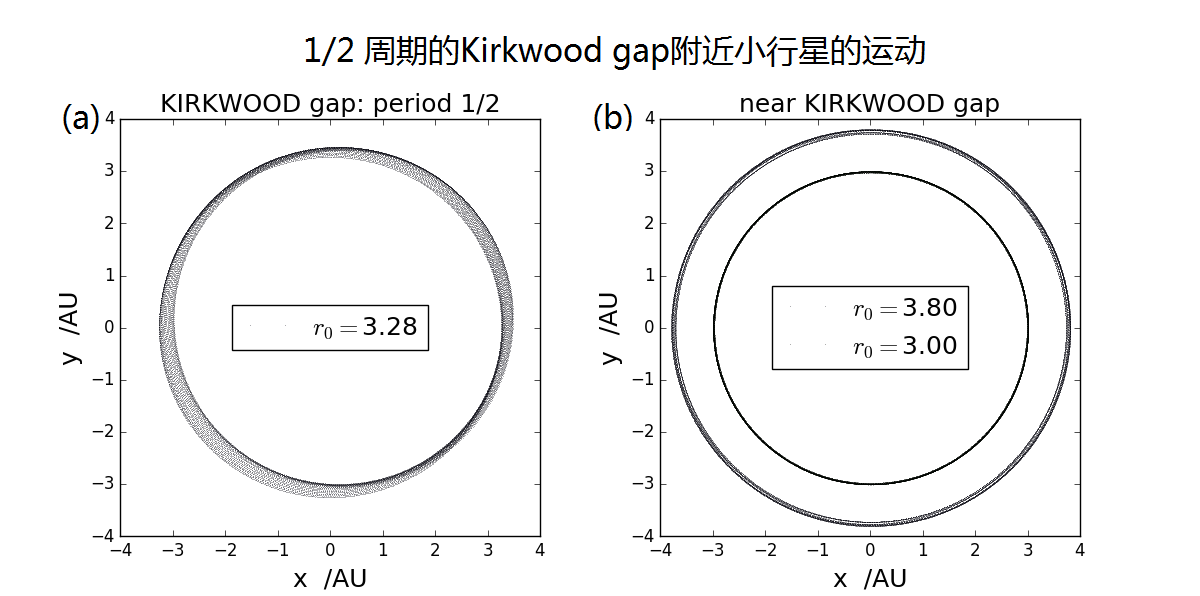 1/2 周期的Kirkwood gap附近小行星的运动
(a)
KIRKWOOD gap: period 1/2
4
3
2
1
0
−1
−2
−3
−4
y /AU
r₀ = 3.28
−4 −3 −2 −1 0 1 2 3 4
x /AU
(b)
near KIRKWOOD gap
4
3
2
1
0
−1
−2
−3
−4
y /AU
r₀ = 3.80
r₀ = 3.00
−4 −3 −2 −1 0 1 2 3 4
x /AU